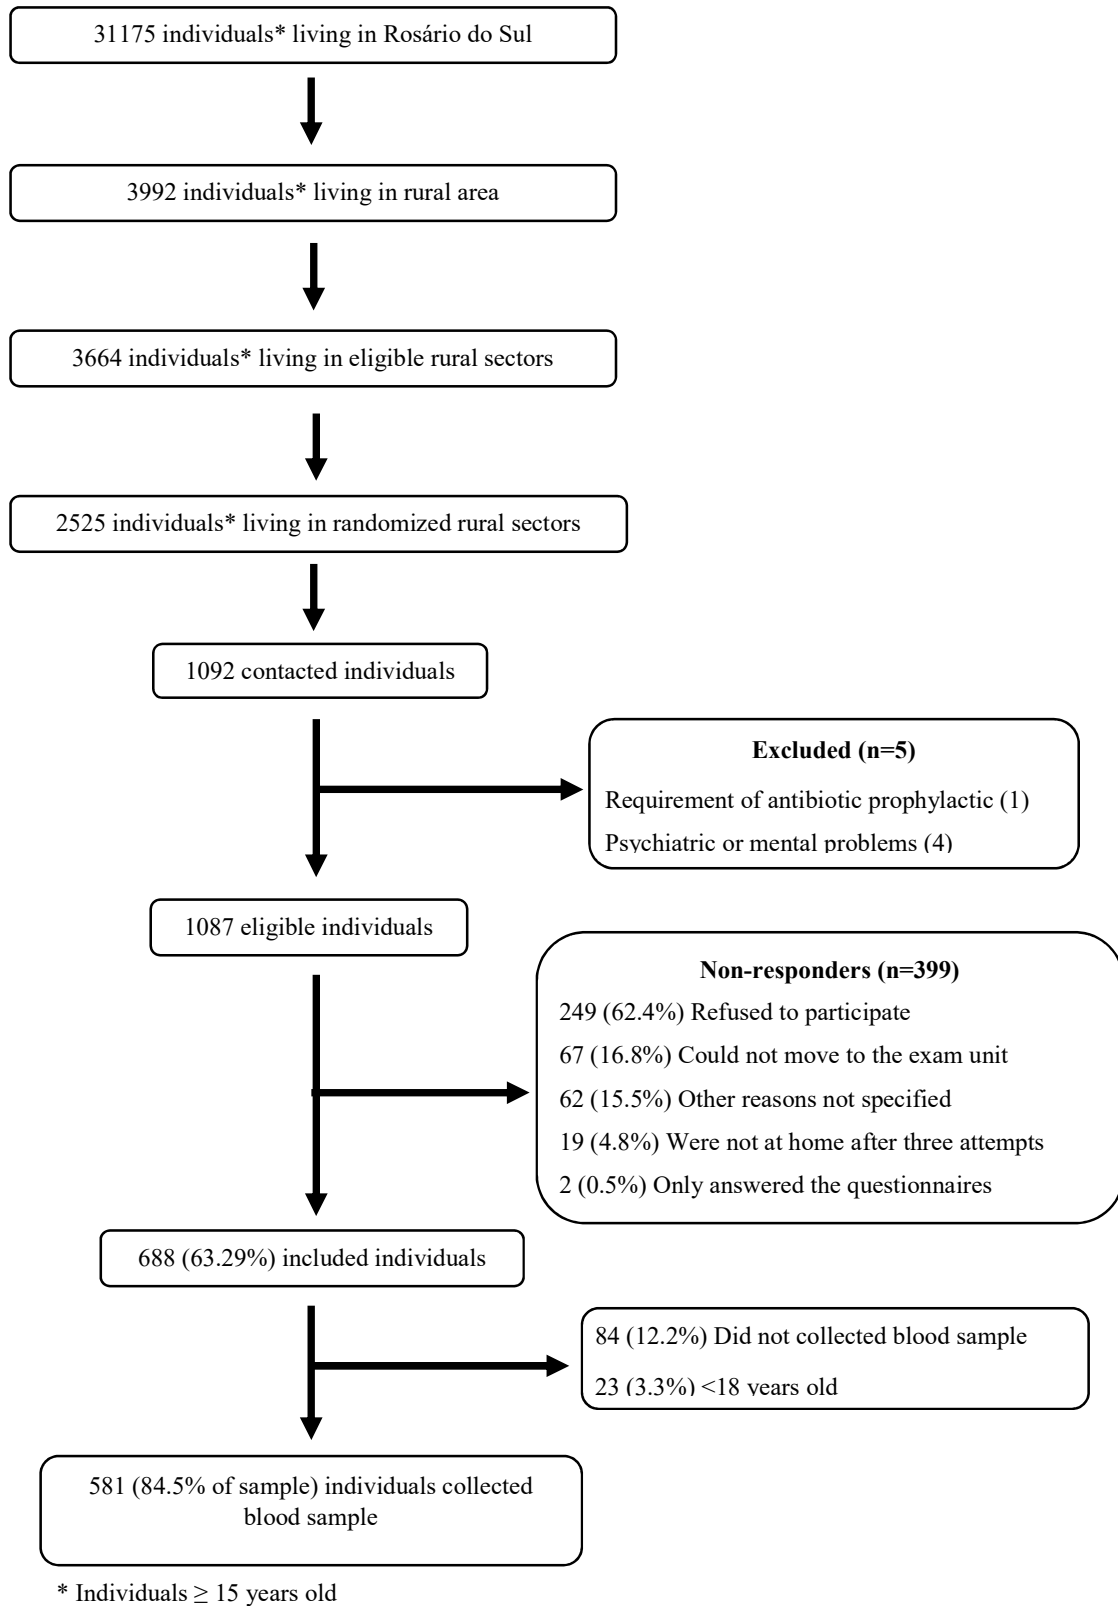 31175 individuals* living in Rosário do Sul
3992 individuals* living in rural area
3664 individuals* living in eligible rural sectors
2525 individuals* living in randomized rural sectors
1092 contacted individuals
Excluded (n=5)
Requirement of antibiotic prophylactic (1)
Psychiatric or mental problems (4)
1087 eligible individuals
Non-responders (n=399)
249 (62.4%) Refused to participate
67 (16.8%) Could not move to the exam unit
62 (15.5%) Other reasons not specified
19 (4.8%) Were not at home after three attempts
2 (0.5%) Only answered the questionnaires
688 (63.29%) included individuals
84 (12.2%) Did not collected blood sample
23 (3.3%) <18 years old
581 (84.5% of sample) individuals collected
blood sample
* Individuals ≥ 15 years old